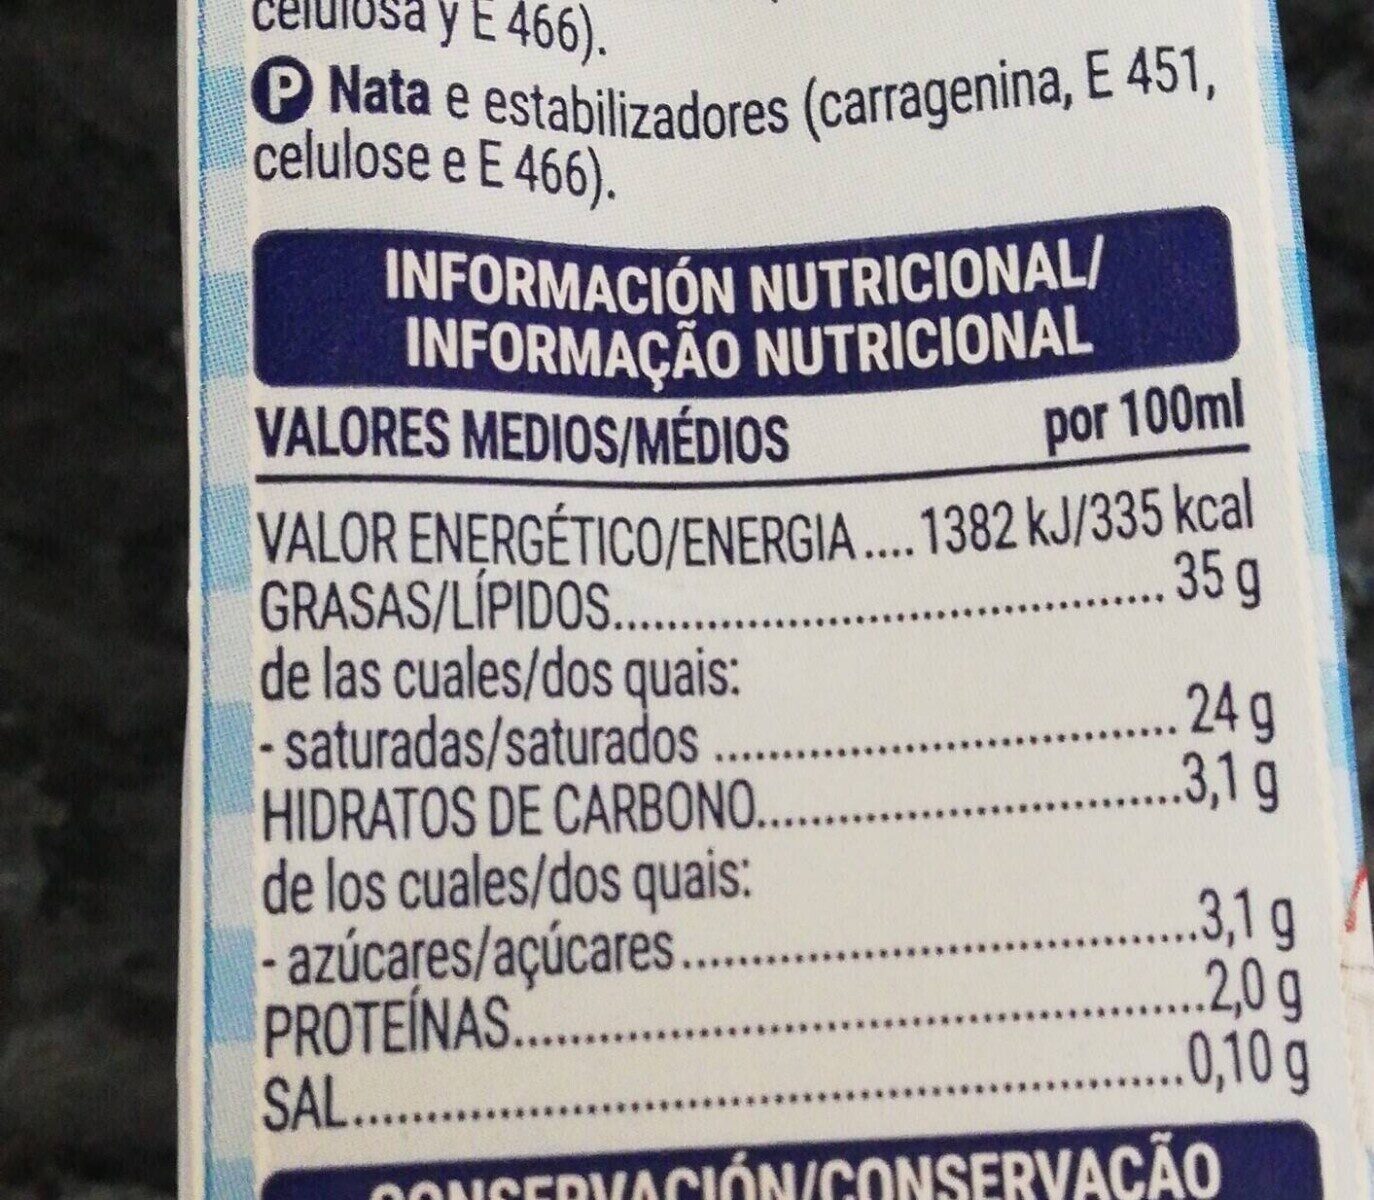 celulosa y E 466).
P Nata e estabilizadores (carragenina, E 451,
celulose e E 466).
INFORMACIÓN NUTRICIONAL/
INFORMAÇÃO NUTRICIONAL
VALORES MEDIOS/MÉDIOS por 100ml
VALOR ENERGÉTICO/ENERGIA .... 1382 kJ/335 kcal
GRASAS/LÍPIDOS........................................ 35 g
de las cuales/dos quais:
- saturadas/saturados ................................. 24 g
HIDRATOS DE CARBONO..............................3,1 g
de los cuales/dos quais:
- azúcares/açúcares....................................3,1 g
PROTEÍNAS................................................2,0 g
SAL..........................................................0,10 g
CONSERVACIÓN/CONSERVAÇÃO